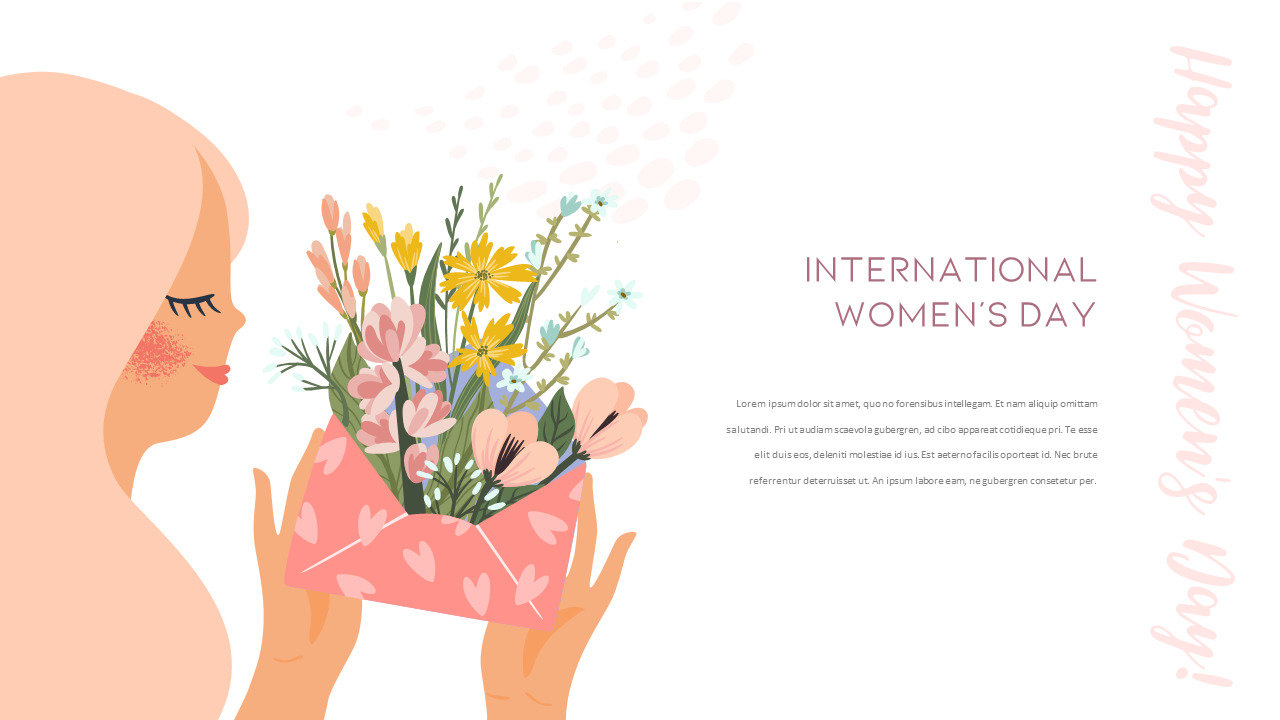 INTERNATIONAL
WOMEN'S DAY
Lorem ipsum dolor sit amet, quo no forensibus intellegam. Et nam aliquip omittam
salutandi. Pri ut audiam scaevola gubergren, ad cibo appareat cotidieque pri. Te esse
elit duis eos, deleniti molestiae id ius. Est aeterno facilis oporteat id. Nec brute
referrentur deterruisset ut. An ipsum labore eam, ne gubergren consetetur per.
Happy Women's Day!